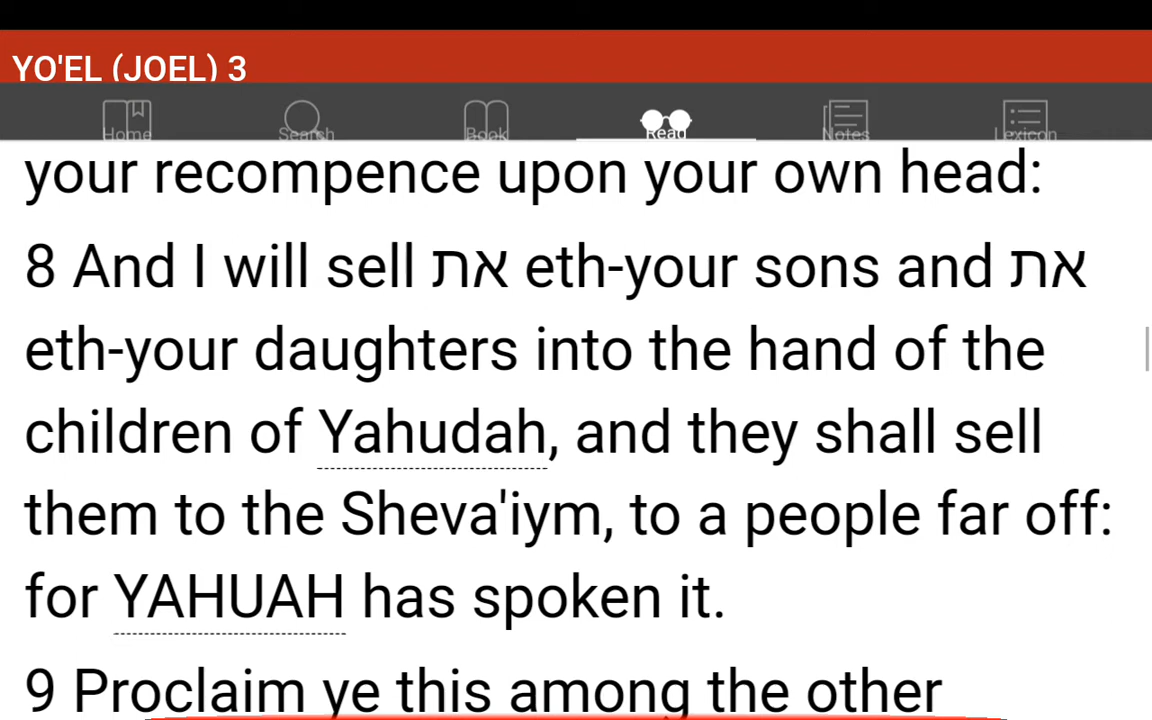 YO'EL (JOEL) 3
Home Search Book Read Notes Lexicon
your recompence upon your own head:
8 And I will sell את eth-your sons and את
eth-your daughters into the hand of the
children of Yahudah, and they shall sell
them to the Sheva'iym, to a people far off:
for YAHUAH has spoken it.
9 Proclaim ye this among the other